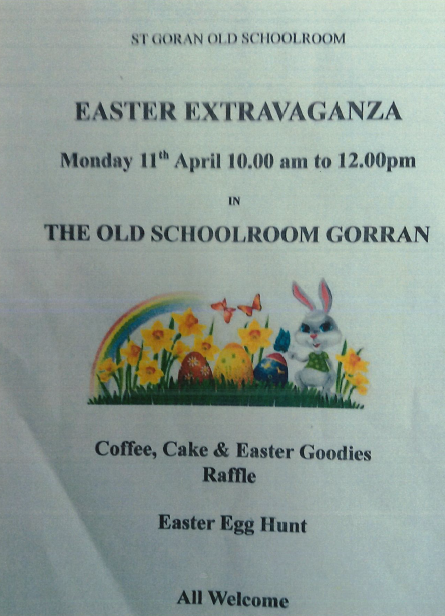 ST GORAN OLD SCHOOLROOM
EASTER EXTRAVAGANZA
Monday 11th April 10.00 am to 12.00pm
IN
THE OLD SCHOOLROOM GORRAN
Coffee, Cake & Easter Goodies
Raffle
Easter Egg Hunt
All Welcome